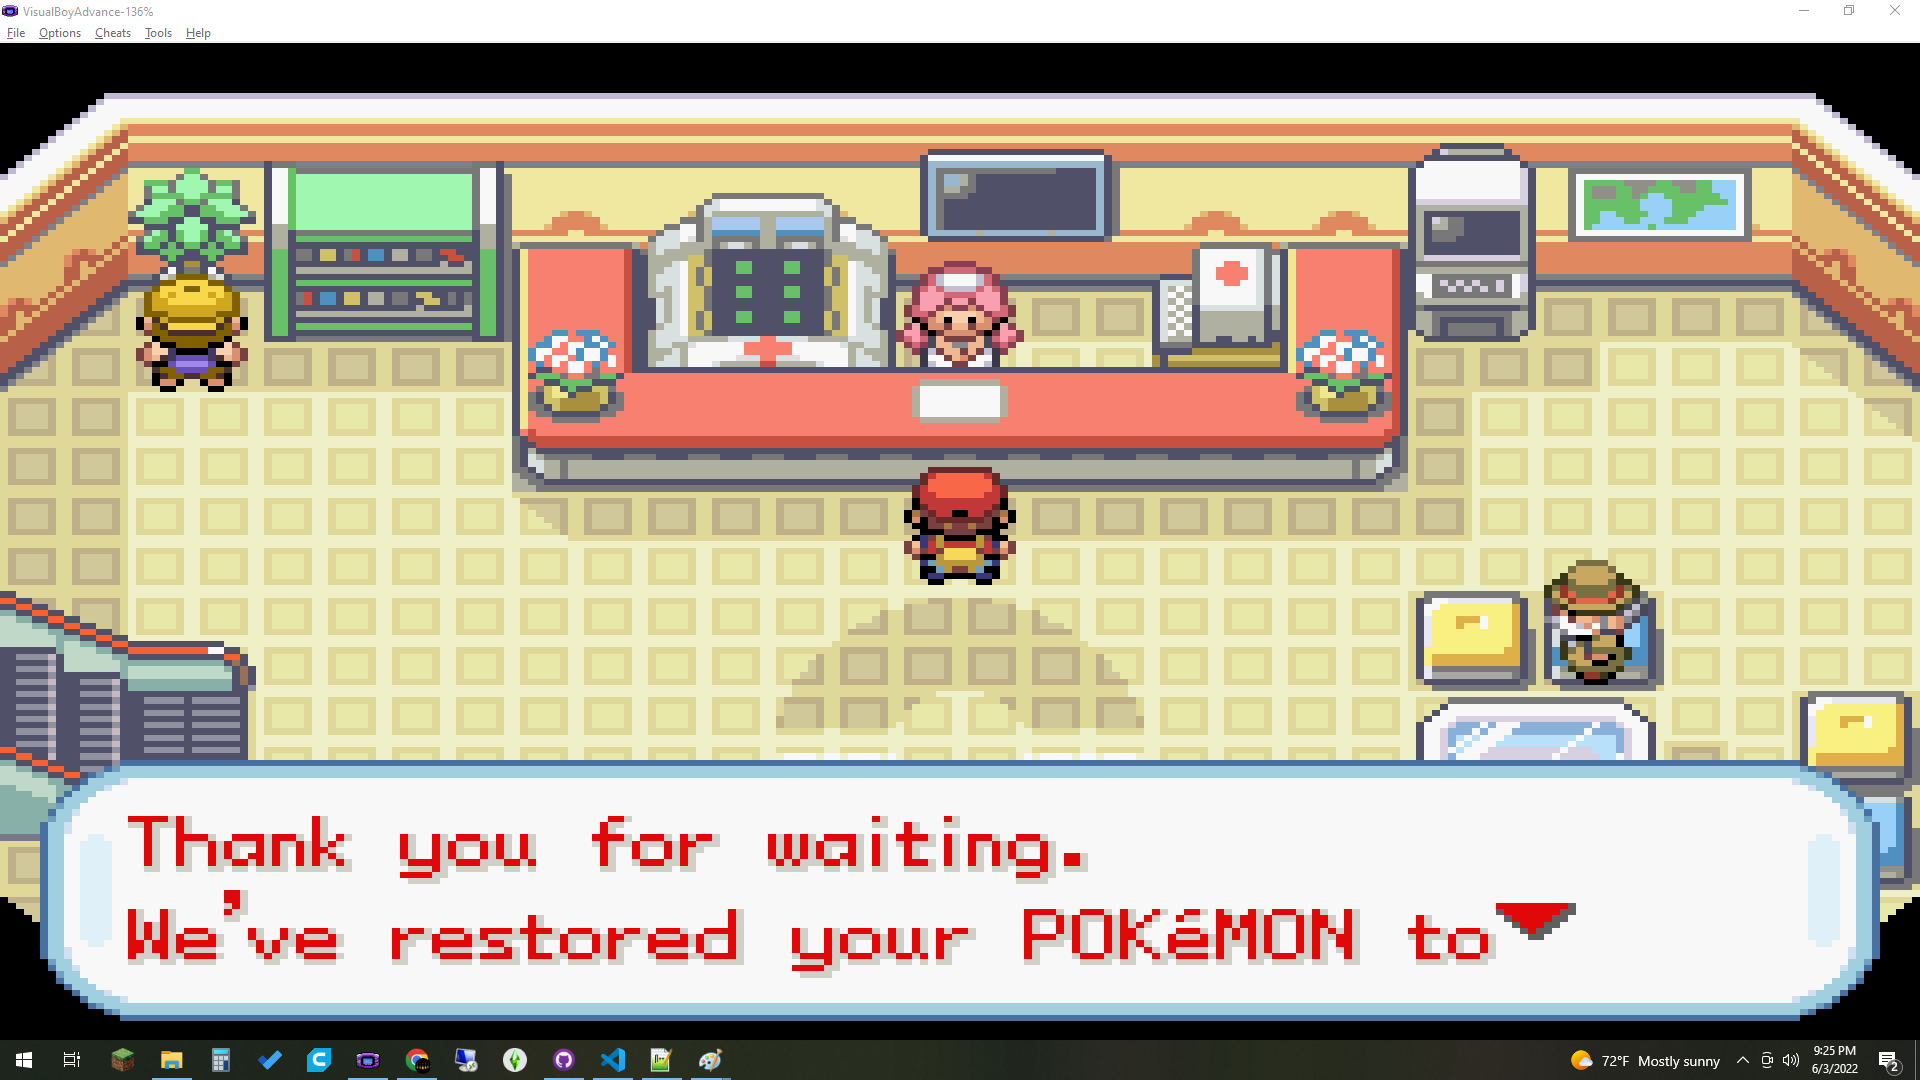 VisualBoyAdvance-136%
File Options Cheats Tools Help
Thank you for waiting.
We've restored your POKéMON to
72°F Mostly sunny
9:25 PM
6/3/2022
2